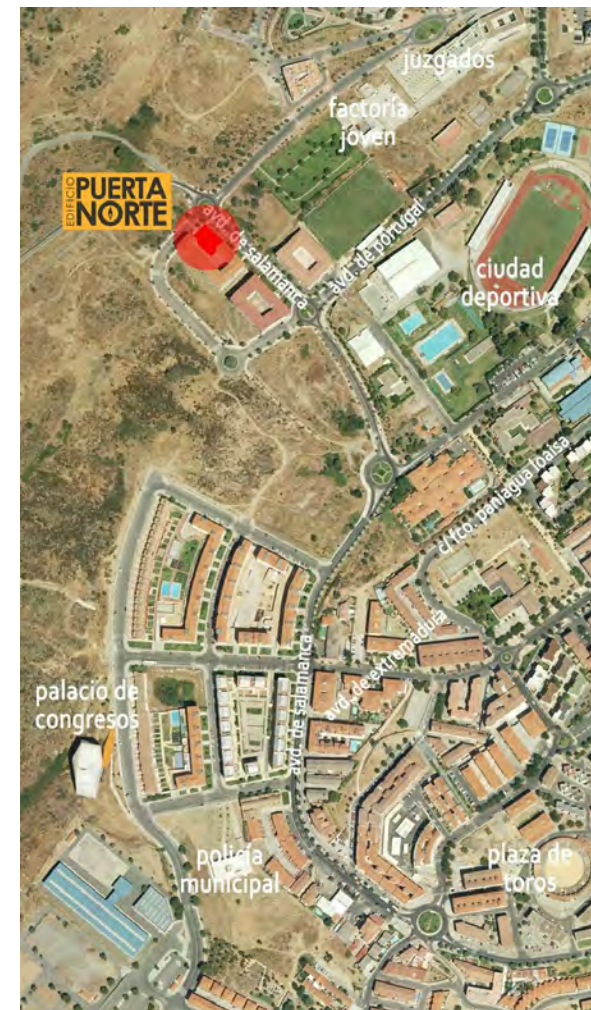 juzgados
factoría
joven
EDIFICIO
PUERTA
NORTE
avd. de salamanca
avd. de portugal
ciudad
deportiva
c/ fco. paniagua loaisa
avd. de extremadura
avd. de salamanca
palacio de
congresos
policía
municipal
plaza de
toros